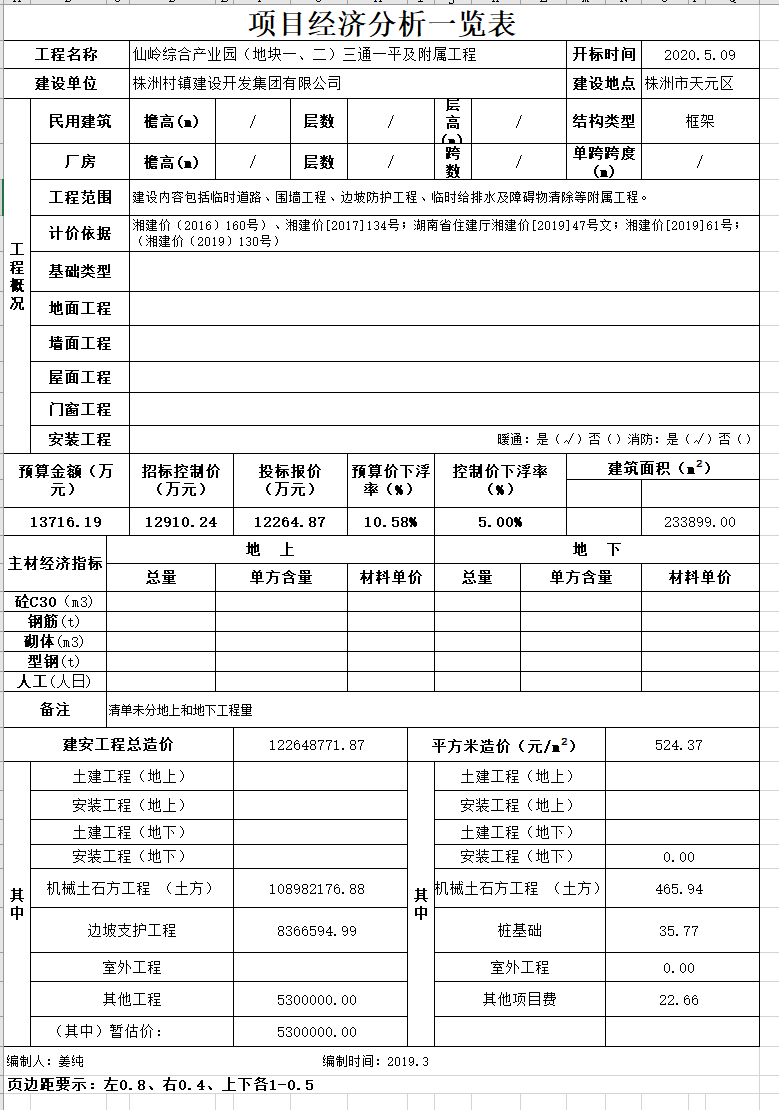 项目经济分析一览表
工程名称 仙岭综合产业园（地块一、二）三通一平及附属工程 开标时间 2020.5.09
建设单位 株洲村镇建设开发集团有限公司 建设地点 株洲市天元区
工程概况
民用建筑 檐高(m) / 层数 / 层高(m) / 结构类型 框架
厂房 檐高(m) / 层数 / 跨数 / 单跨跨度(m) /
工程范围 建设内容包括临时道路、围墙工程、边坡防护工程、临时给排水及障碍物清除等附属工程。
计价依据 湘建价（2016）160号）、湘建价[2017]134号；湖南省住建厅湘建价[2019]47号文；湘建价[2019]61号；
（湘建价（2019）130号）
基础类型
地面工程
墙面工程
屋面工程
门窗工程
安装工程 暖通：是（√）否（）消防：是（√）否（）
预算金额（万元） 招标控制价（万元） 投标报价（万元） 预算价下浮率（%） 控制价下浮率（%） 建筑面积（m²）
13716.19 12910.24 12264.87 10.58% 5.00% 233899.00
主材经济指标 地 上 地 下
总量 单方含量 材料单价 总量 单方含量 材料单价
砼C30（m3)
钢筋(t)
砌体(m3)
型钢(t)
人工(人日)
备注 清单未分地上和地下工程量
建安工程总造价 122648771.87 平方米造价（元/m²） 524.37
其中 其中
土建工程（地上） 土建工程（地上）
安装工程（地上） 安装工程（地上）
土建工程（地下） 土建工程（地下）
安装工程（地下） 安装工程（地下） 0.00
机械土石方工程 （土方） 108982176.88 机械土石方工程 （土方） 465.94
边坡支护工程 8366594.99 桩基础 35.77
室外工程 室外工程 0.00
其他工程 5300000.00 其他项目费 22.66
（其中）暂估价： 5300000.00
编制人：姜纯 编制时间：2019.3
页边距要示：左0.8、右0.4、上下各1-0.5